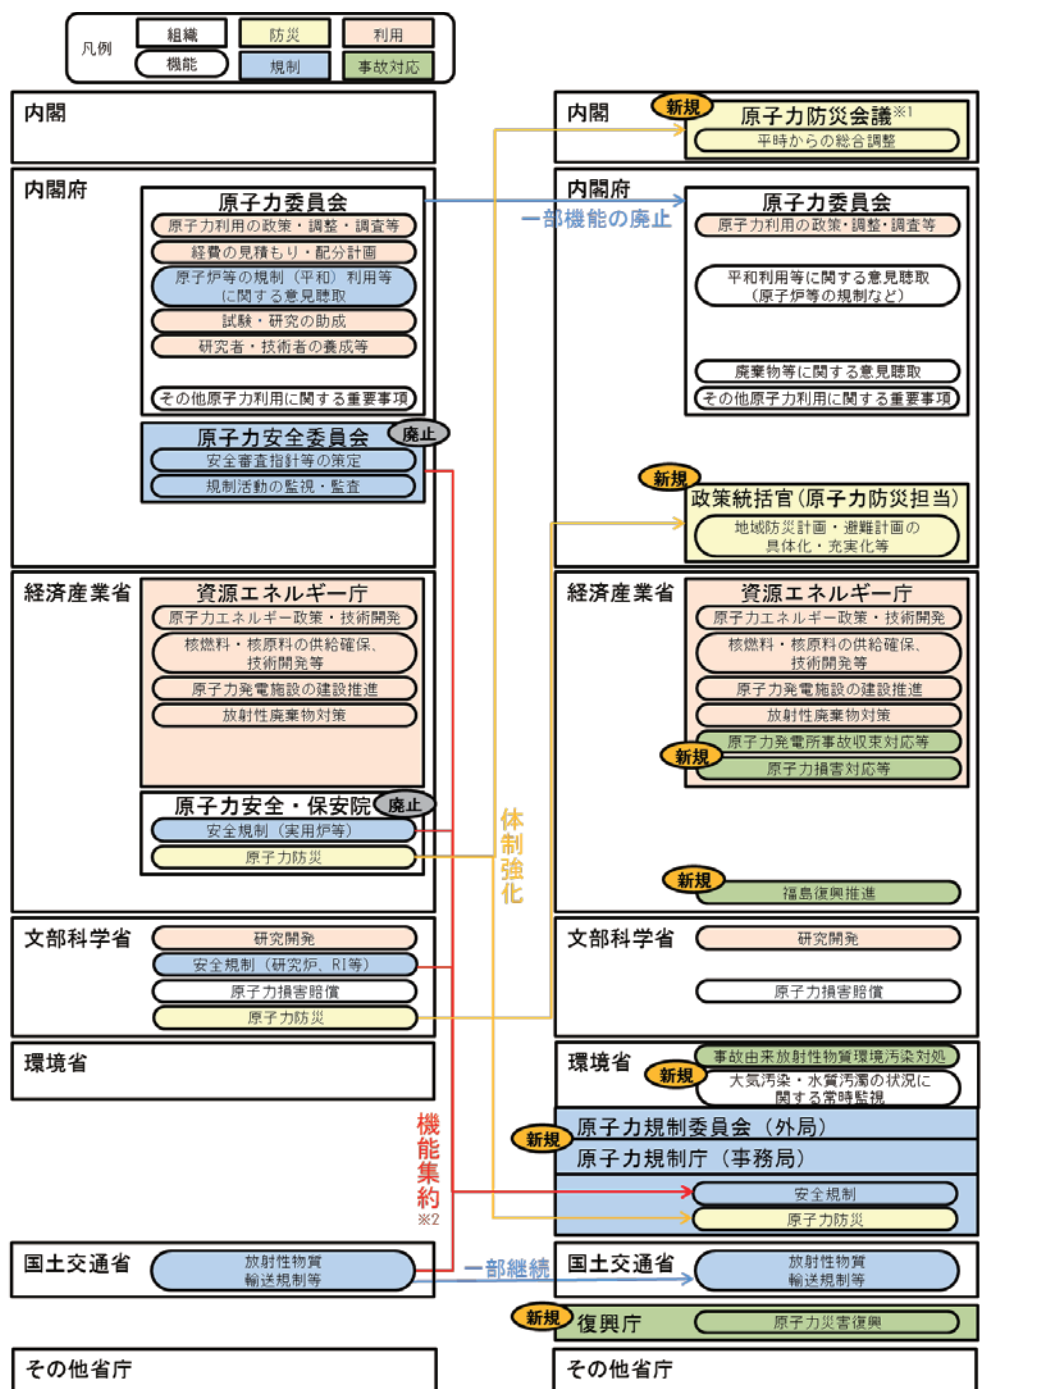 凡例
組織
防災
利用
機能
規制
事故対応
内閣
内閣府
原子力委員会
原子力利用の政策・調整・調査等
経費の見積もり・配分計画
原子炉等の規制（平和）利用等
に関する意見聴取
試験・研究の助成
研究者・技術者の養成等
その他原子力利用に関する重要事項
原子力安全委員会
廃止
安全審査指針等の策定
規制活動の監視・監査
経済産業省
資源エネルギー庁
原子力エネルギー政策・技術開発
核燃料・核原料の供給確保、
技術開発等
原子力発電施設の建設推進
放射性廃棄物対策
原子力安全・保安院
廃止
安全規制（実用炉等）
原子力防災
文部科学省
研究開発
安全規制（研究炉、RI等）
原子力損害賠償
原子力防災
環境省
国土交通省
放射性物質
輸送規制等
その他省庁
一部機能の廃止
体制強化
機能集約
※2
一部継続
内閣
新規
原子力防災会議※1
平時からの総合調整
内閣府
原子力委員会
原子力利用の政策・調整・調査等
平和利用等に関する意見聴取
（原子炉等の規制など）
廃棄物等に関する意見聴取
その他原子力利用に関する重要事項
新規
政策統括官（原子力防災担当）
地域防災計画・避難計画の
具体化・充実化等
経済産業省
資源エネルギー庁
原子力エネルギー政策・技術開発
核燃料・核原料の供給確保、
技術開発等
原子力発電施設の建設推進
放射性廃棄物対策
原子力発電所事故収束対応等
新規
原子力損害対応等
新規
福島復興推進
文部科学省
研究開発
原子力損害賠償
環境省
事故由来放射性物質環境汚染対処
新規
大気汚染・水質汚濁の状況に
関する常時監視
原子力規制委員会（外局）
新規
原子力規制庁（事務局）
安全規制
原子力防災
国土交通省
放射性物質
輸送規制等
新規
復興庁
原子力災害復興
その他省庁